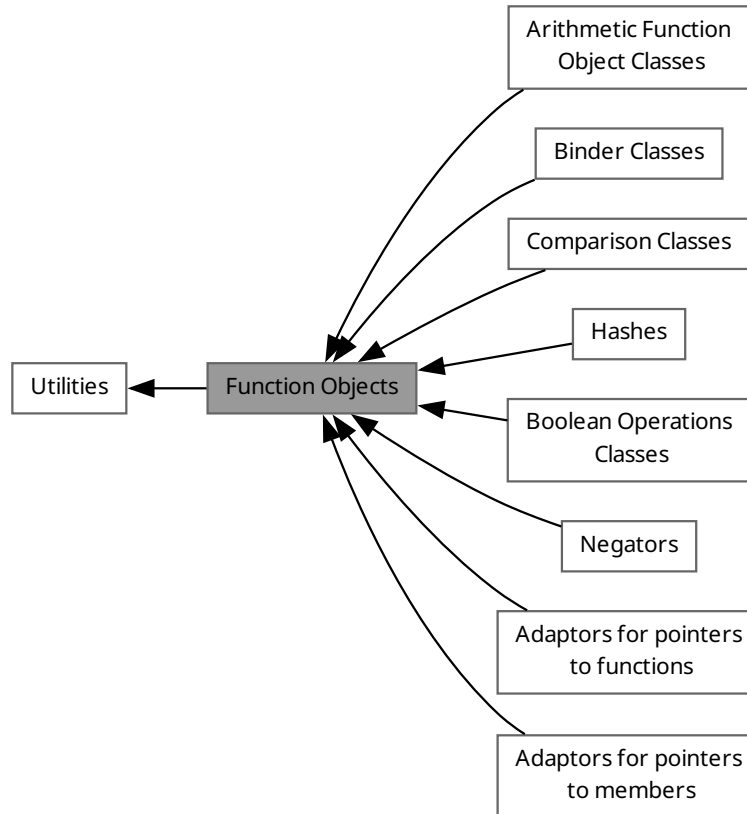 Arithmetic Function
Object Classes
Binder Classes
Comparison Classes
Hashes
Utilities
Function Objects
Boolean Operations
Classes
Negators
Adaptors for pointers
to functions
Adaptors for pointers
to members